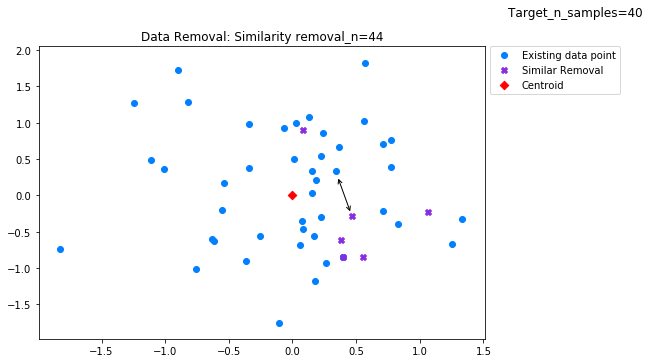 Target_n_samples=40
Data Removal: Similarity removal_n=44
Existing data point
Similar Removal
Centroid
2.0
1.5
1.0
0.5
0.0
−0.5
−1.0
−1.5
−1.5 −1.0 −0.5 0.0 0.5 1.0 1.5